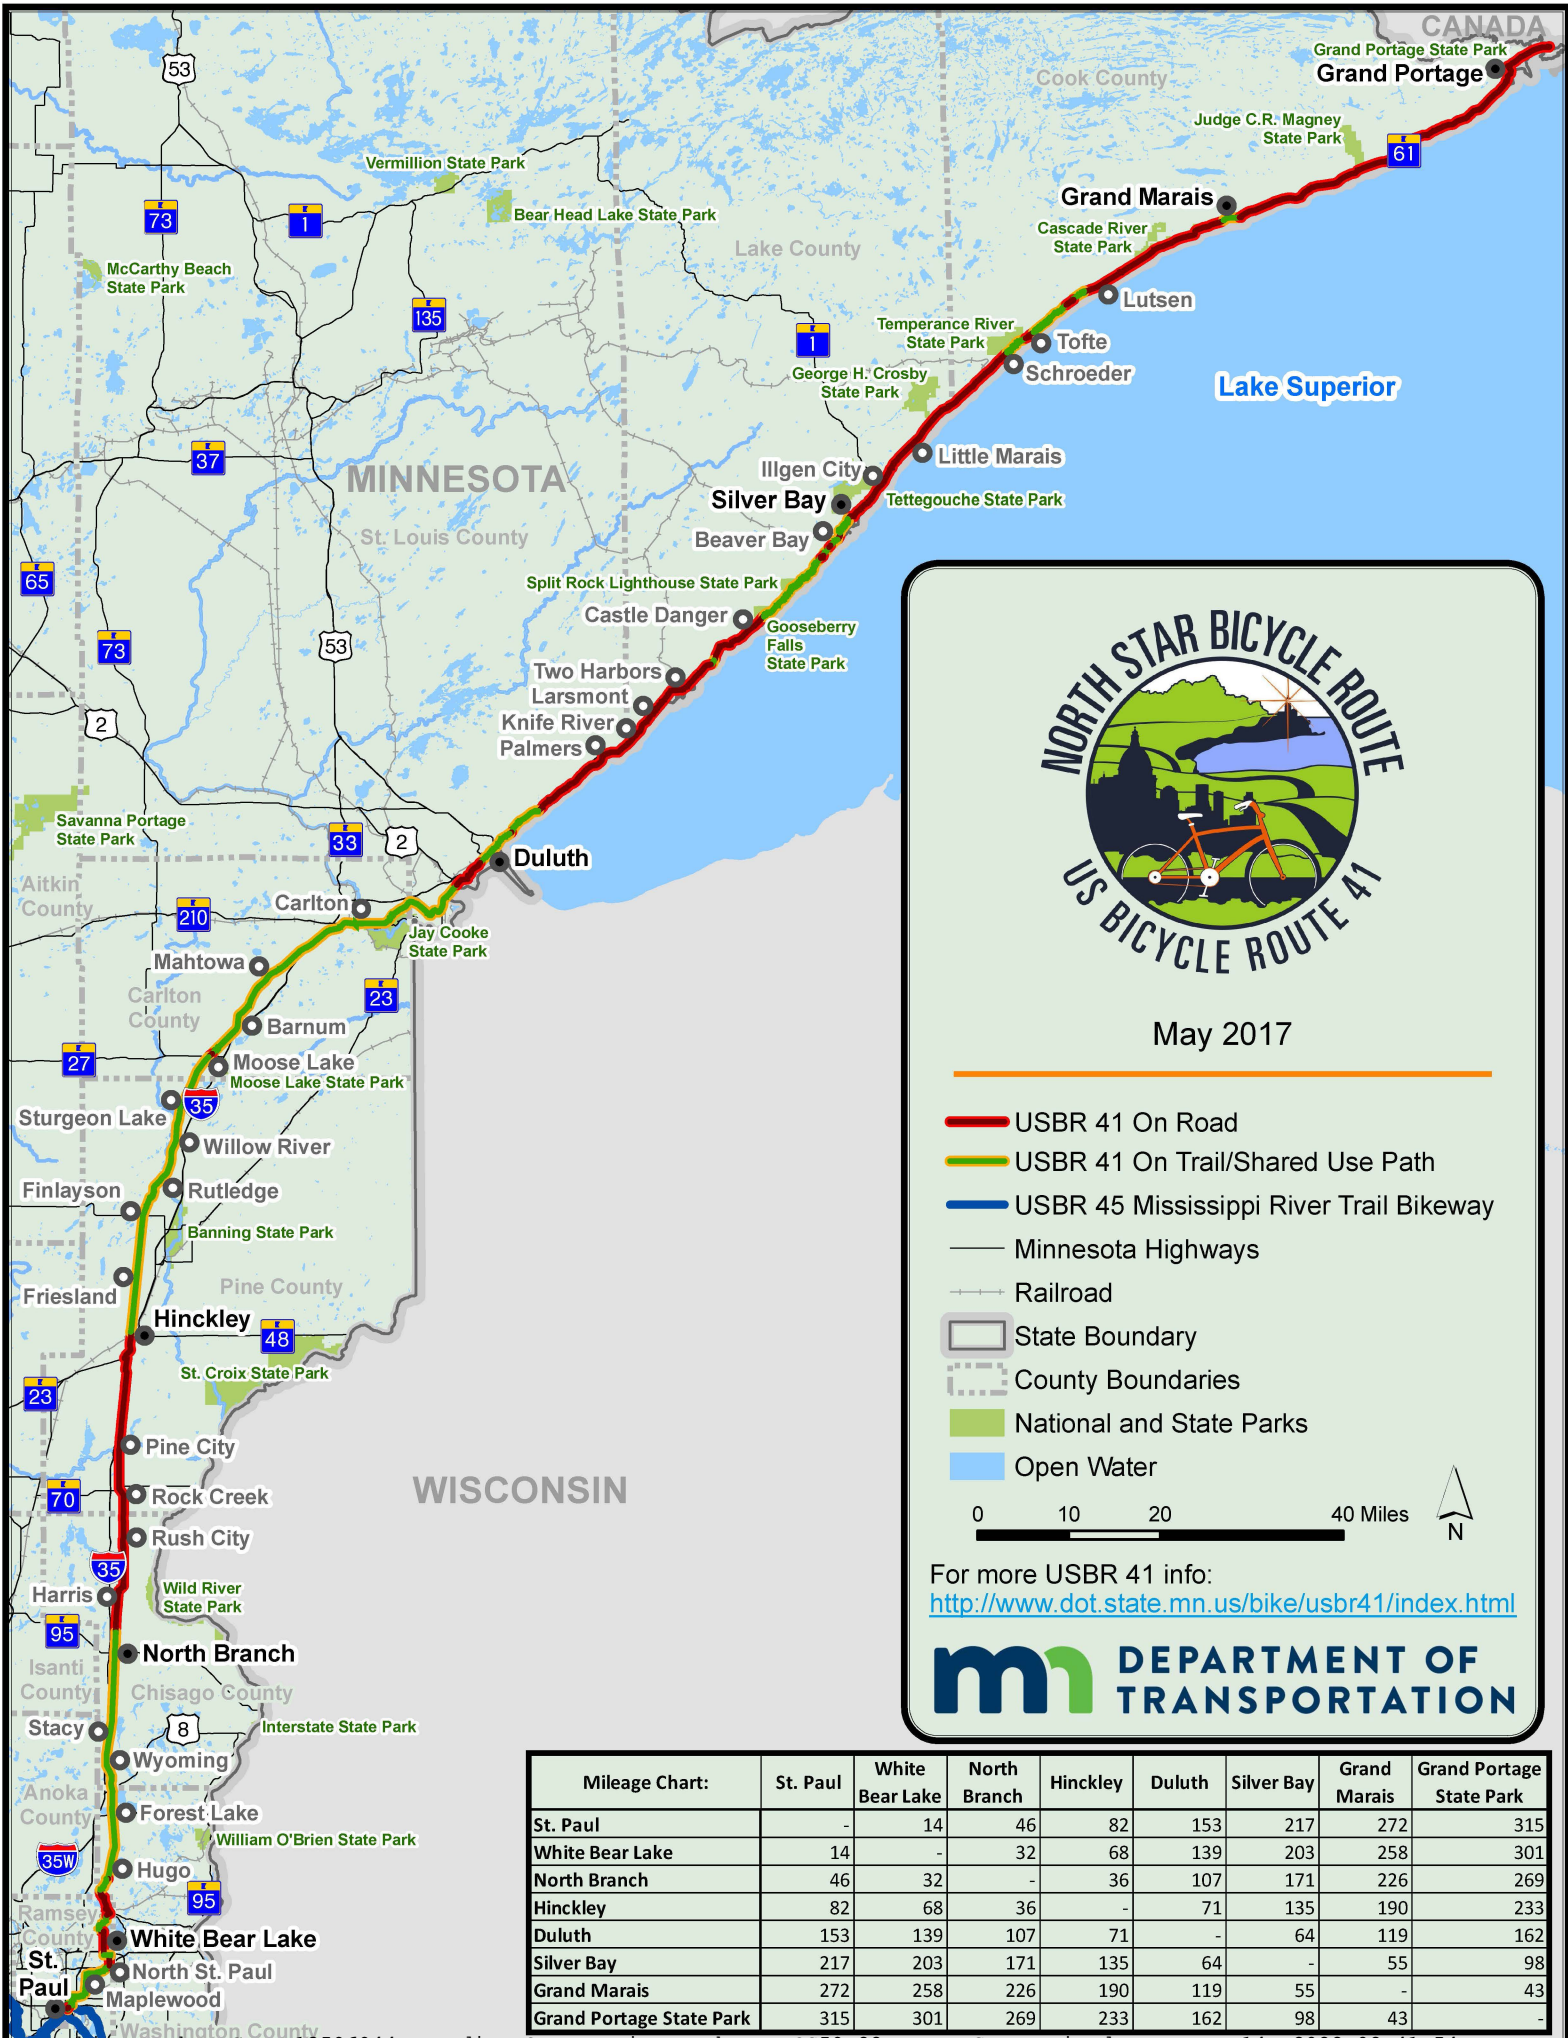 CANADA
Grand Portage State Park
Grand Portage
53
Cook County
Judge C.R. Magney
State Park
61
Vermillion State Park
Grand Marais
73
1
Bear Head Lake State Park
Cascade River
State Park
Lake County
McCarthy Beach
State Park
Lutsen
135
Temperance River
State Park
1
Tofte
George H. Crosby
State Park
Schroeder
Lake Superior
37
Little Marais
MINNESOTA
Illgen City
Silver Bay
Tettegouche State Park
St. Louis County
Beaver Bay
65
Split Rock Lighthouse State Park
Castle Danger
Gooseberry
Falls
State Park
73
53
Two Harbors
Larsmont
Knife River
Palmers
2
Savanna Portage
State Park
33
2
Duluth
Aitkin
County
Carlton
210
Jay Cooke
State Park
Mahtowa
Carlton
County
23
Barnum
27
Moose Lake
Moose Lake State Park
35
Sturgeon Lake
Willow River
Finlayson
Rutledge
Banning State Park
Pine County
Friesland
Hinckley
48
St. Croix State Park
23
Pine City
WISCONSIN
70
Rock Creek
Rush City
35
Harris
Wild River
State Park
95
North Branch
Isanti
County
Chisago County
Stacy
8
Interstate State Park
Wyoming
Anoka
County
Forest Lake
William O'Brien State Park
35W
Hugo
95
Ramsey
County
White Bear Lake
St.
Paul
North St. Paul
Maplewood
Washington County
NORTH STAR BICYCLE ROUTE
US BICYCLE ROUTE 41
May 2017
USBR 41 On Road
USBR 41 On Trail/Shared Use Path
USBR 45 Mississippi River Trail Bikeway
Minnesota Highways
Railroad
State Boundary
County Boundaries
National and State Parks
Open Water
0 10 20 40 Miles
N
For more USBR 41 info:
http://www.dot.state.mn.us/bike/usbr41/index.html
mn DEPARTMENT OF
TRANSPORTATION
Mileage Chart: St. Paul White Bear Lake North Branch Hinckley Duluth Silver Bay Grand Marais Grand Portage State Park
St. Paul - 14 46 82 153 217 272 315
White Bear Lake 14 - 32 68 139 203 258 301
North Branch 46 32 - 36 107 171 226 269
Hinckley 82 68 36 - 71 135 190 233
Duluth 153 139 107 71 - 64 119 162
Silver Bay 217 203 171 135 64 - 55 98
Grand Marais 272 258 226 190 119 55 - 43
Grand Portage State Park 315 301 269 233 162 98 43 -